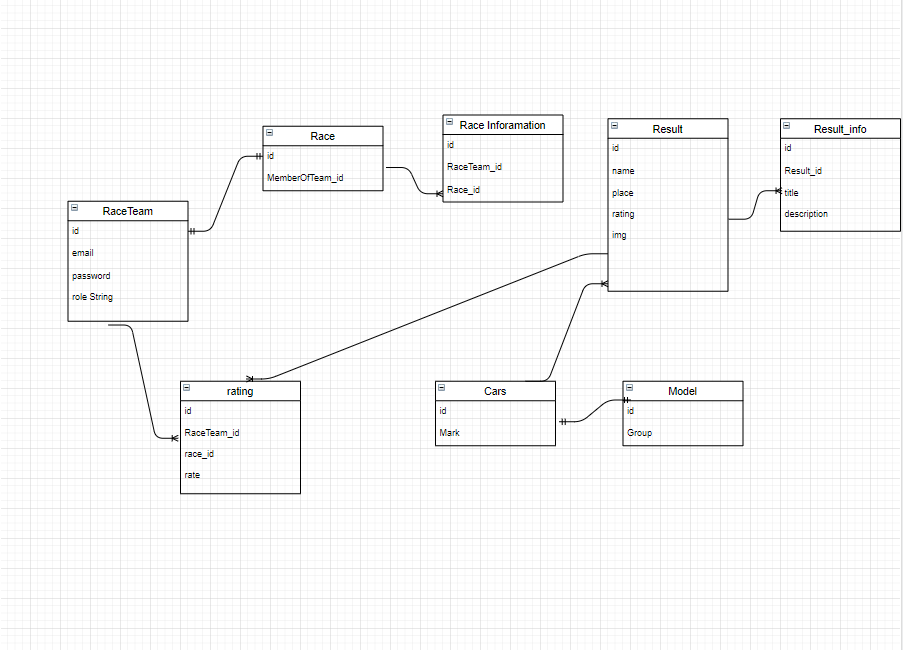 Race
id
MemberOfTeam_id
Race Inforamation
id
RaceTeam_id
Race_id
Result
id
name
place
rating
img
Result_info
id
Result_id
title
description
RaceTeam
id
email
password
role String
rating
id
RaceTeam_id
race_id
rate
Cars
id
Mark
Model
id
Group